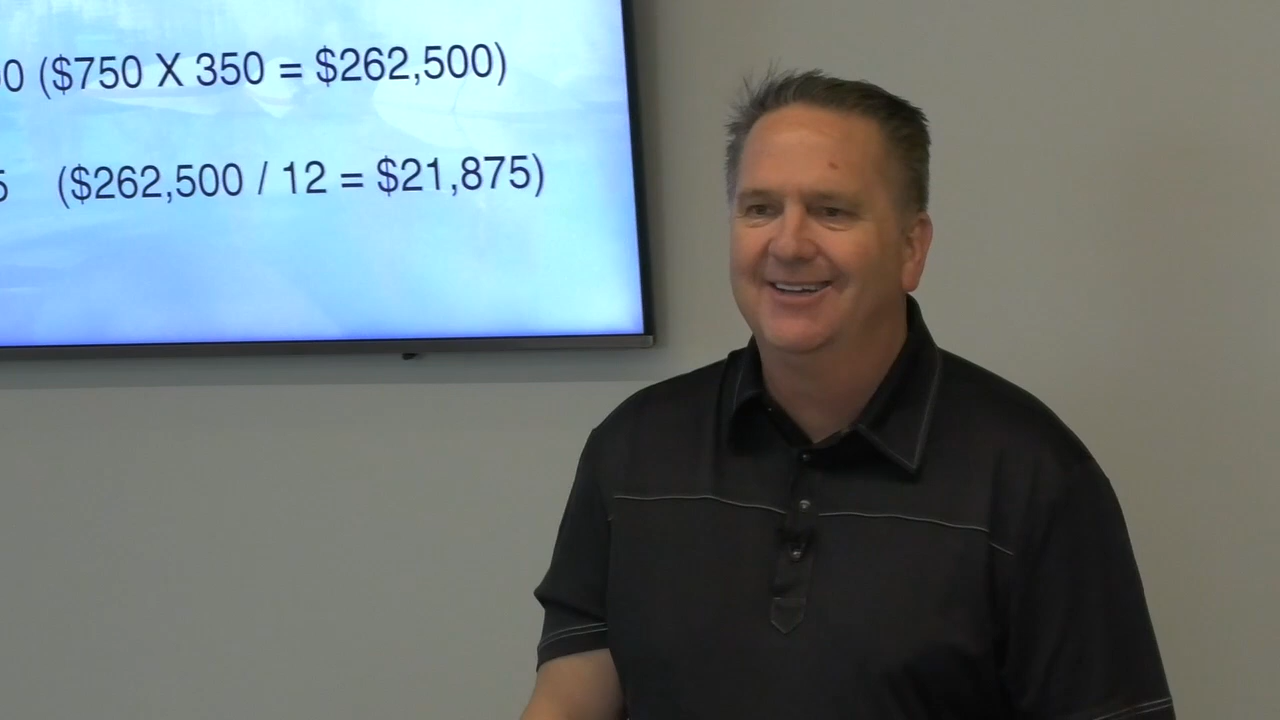 0 ($750 X 350 = $262,500)
5 ($262,500 / 12 = $21,875)